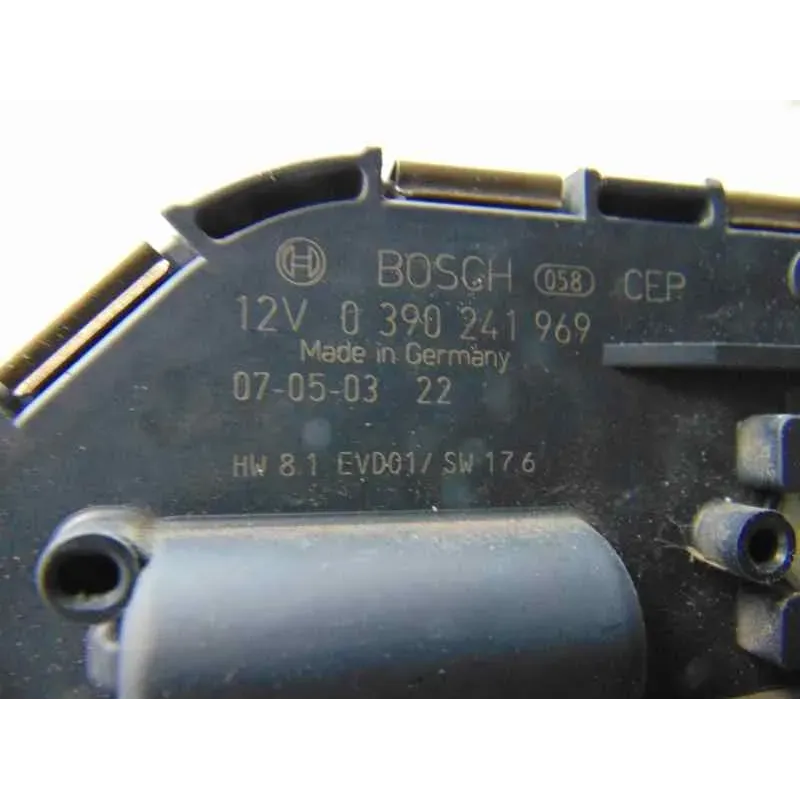 BOSCH 058 CEP
12V 0 390 241 969
Made in Germany
07-05-03 22
HW 8.1 EVD01/ SW 17.6